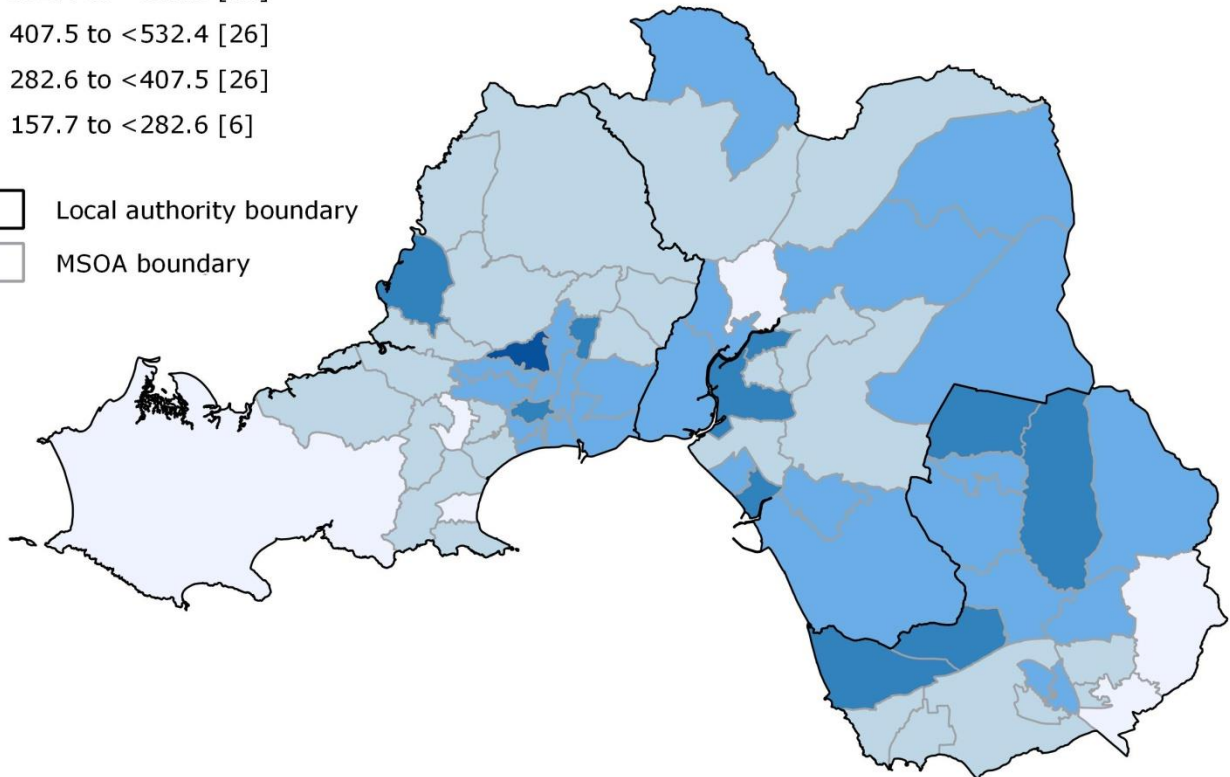 407.5 to <532.4 [26]
282.6 to <407.5 [26]
157.7 to <282.6 [6]
Local authority boundary
MSOA boundary